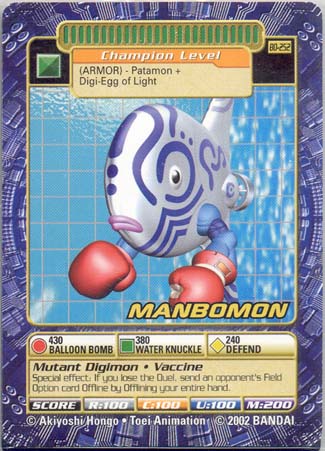 BO-252
Champion Level
(ARMOR) - Patamon +
Digi-Egg of Light
MANBOMON
430 BALLOON BOMB 380 WATER KNUCKLE 240 DEFEND
Mutant Digimon • Vaccine
Special effect: If you lose the Duel, send an opponent's Field
Option card Offline by Offlining your entire hand.
SCORE R:100 C:100 U:100 M:200
© Akiyoshi Hongo • Toei Animation © 2002 BANDAI